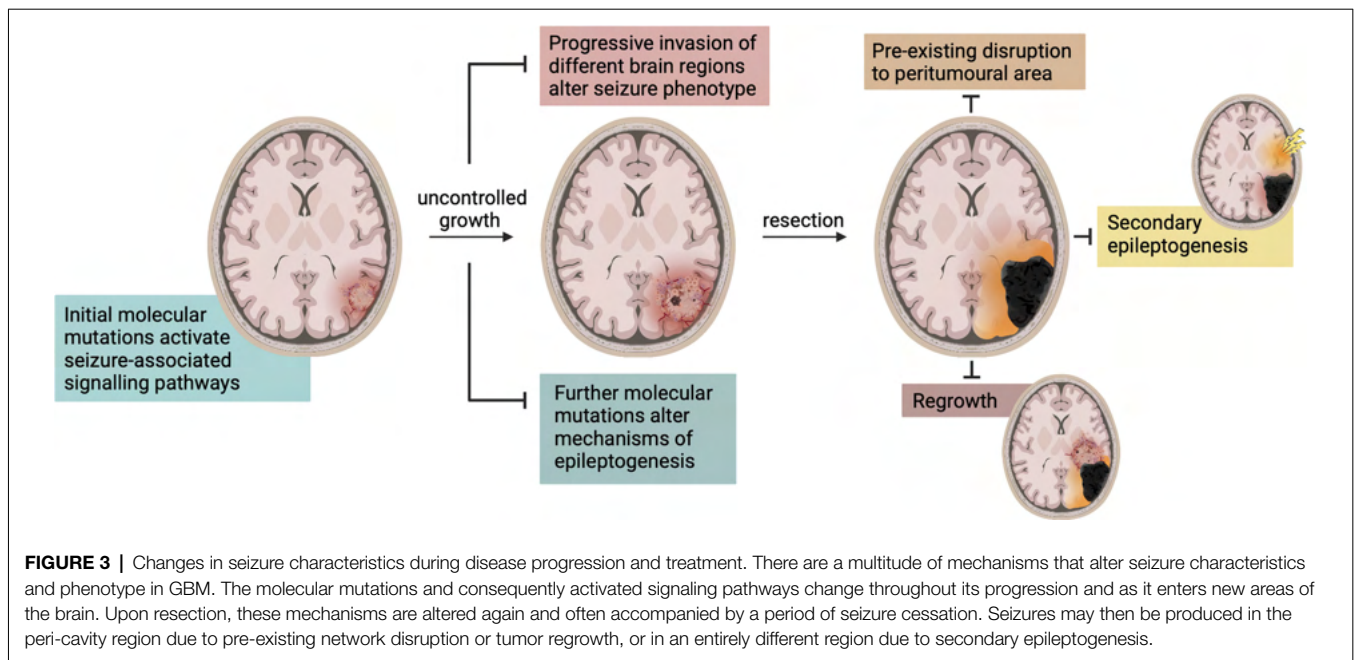 Progressive invasion of
different brain regions
alter seizure phenotype
Pre-existing disruption
to peritumoural area
uncontrolled
growth
resection
Secondary
epileptogenesis
Initial molecular
mutations activate
seizure-associated
signalling pathways
Further molecular
mutations alter
mechanisms of
epileptogenesis
Regrowth
FIGURE 3 | Changes in seizure characteristics during disease progression and treatment. There are a multitude of mechanisms that alter seizure characteristics
and phenotype in GBM. The molecular mutations and consequently activated signaling pathways change throughout its progression and as it enters new areas of
the brain. Upon resection, these mechanisms are altered again and often accompanied by a period of seizure cessation. Seizures may then be produced in the
peri-cavity region due to pre-existing network disruption or tumor regrowth, or in an entirely different region due to secondary epileptogenesis.